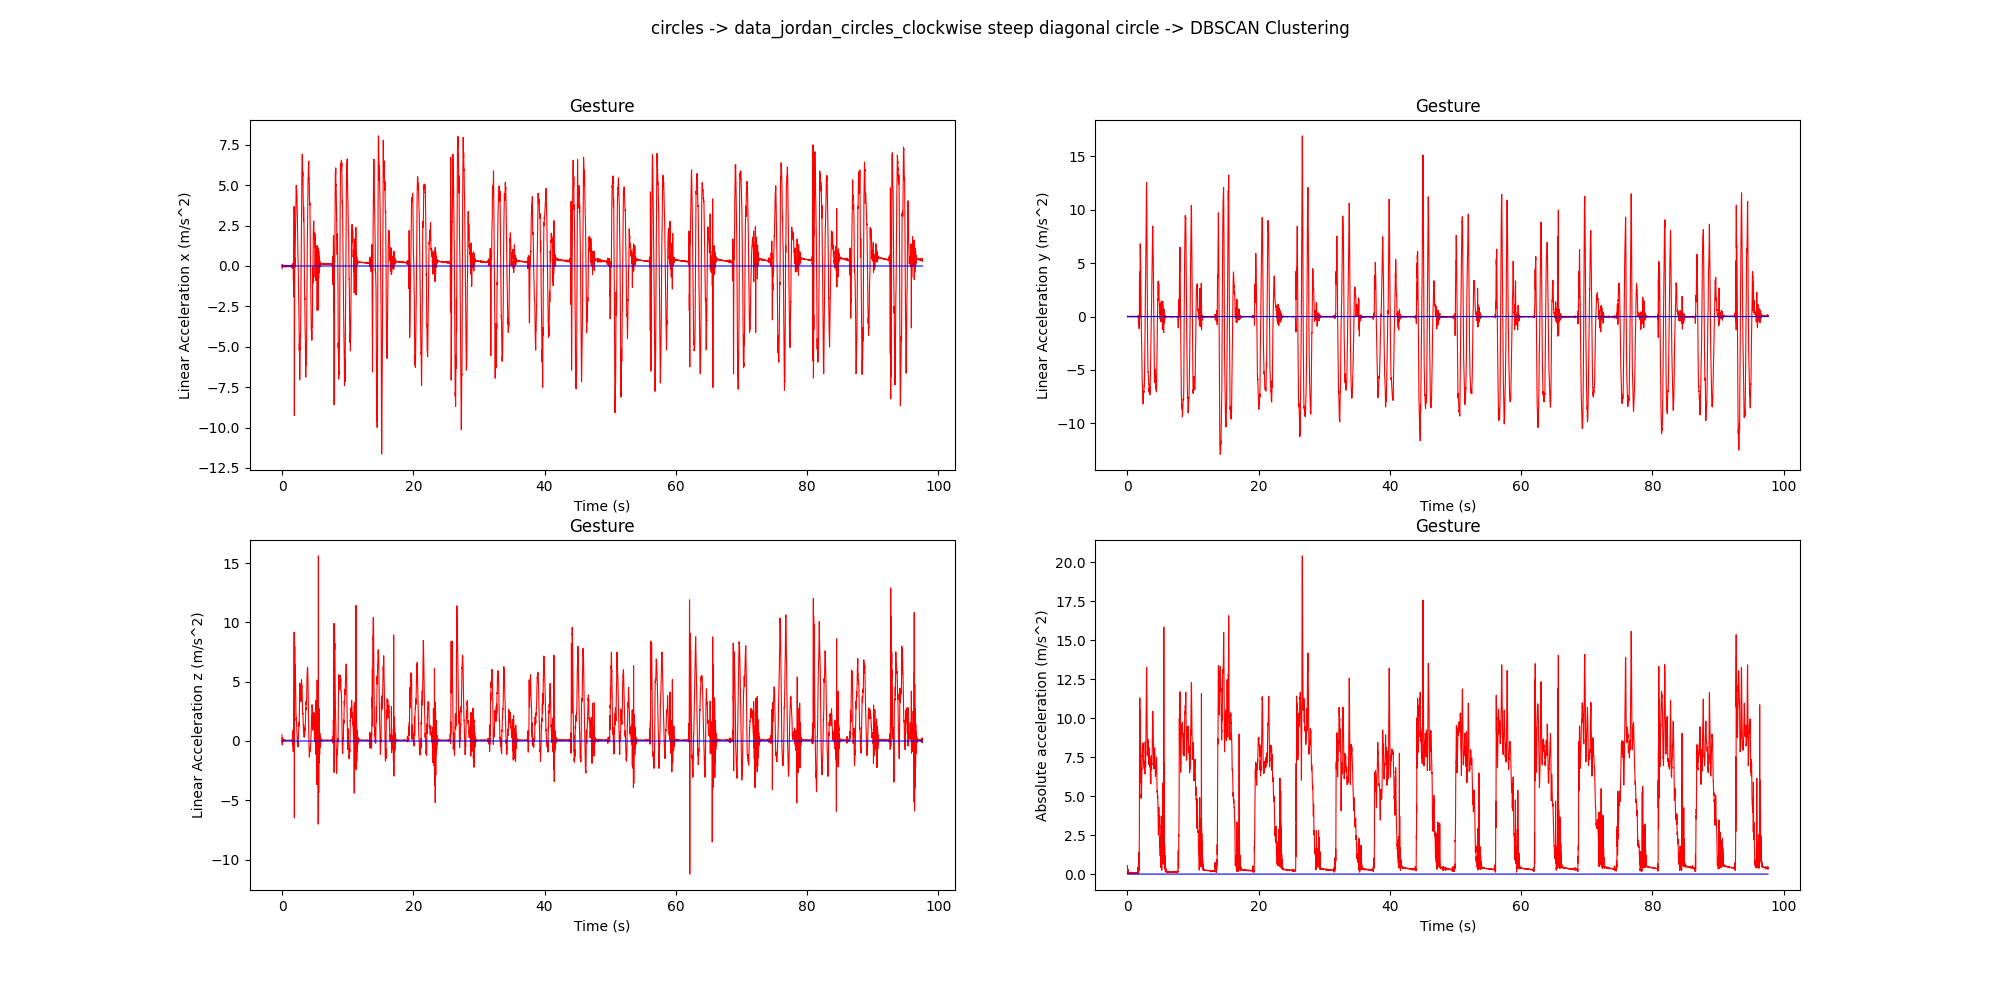 circles -> data_jordan_circles_clockwise steep diagonal circle -> DBSCAN Clustering
Gesture
7.5
5.0
2.5
0.0
−2.5
−5.0
−7.5
−10.0
−12.5
Linear Acceleration x (m/s^2)
0 20 40 60 80 100
Time (s)
Gesture
15
10
5
0
−5
−10
Linear Acceleration y (m/s^2)
0 20 40 60 80 100
Time (s)
Gesture
15
10
5
0
−5
−10
Linear Acceleration z (m/s^2)
0 20 40 60 80 100
Time (s)
Gesture
20.0
17.5
15.0
12.5
10.0
7.5
5.0
2.5
0.0
Absolute acceleration (m/s^2)
0 20 40 60 80 100
Time (s)